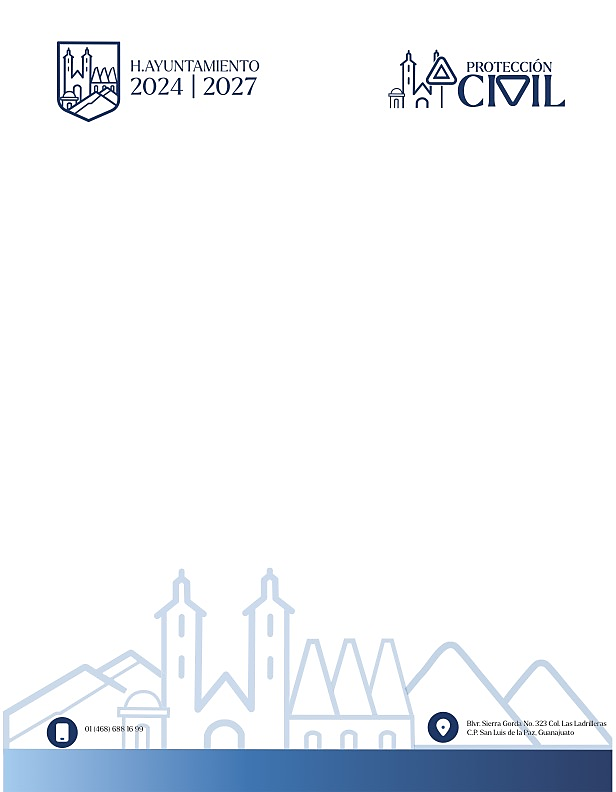 H.AYUNTAMIENTO
2024 | 2027
PROTECCIÓN
CIVIL
01 (468) 688 16 99
Blvr. Sierra Gorda No. 323 Col. Las Ladrilleras
C.P. San Luis de la Paz, Guanajuato